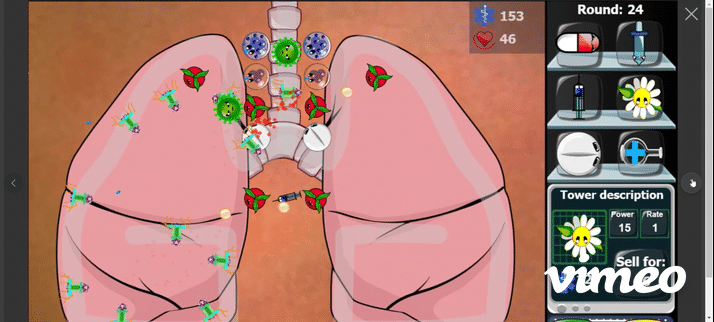 Round: 24
153
46
Tower description
Power
15
Rate
1
Sell for:
vimeo